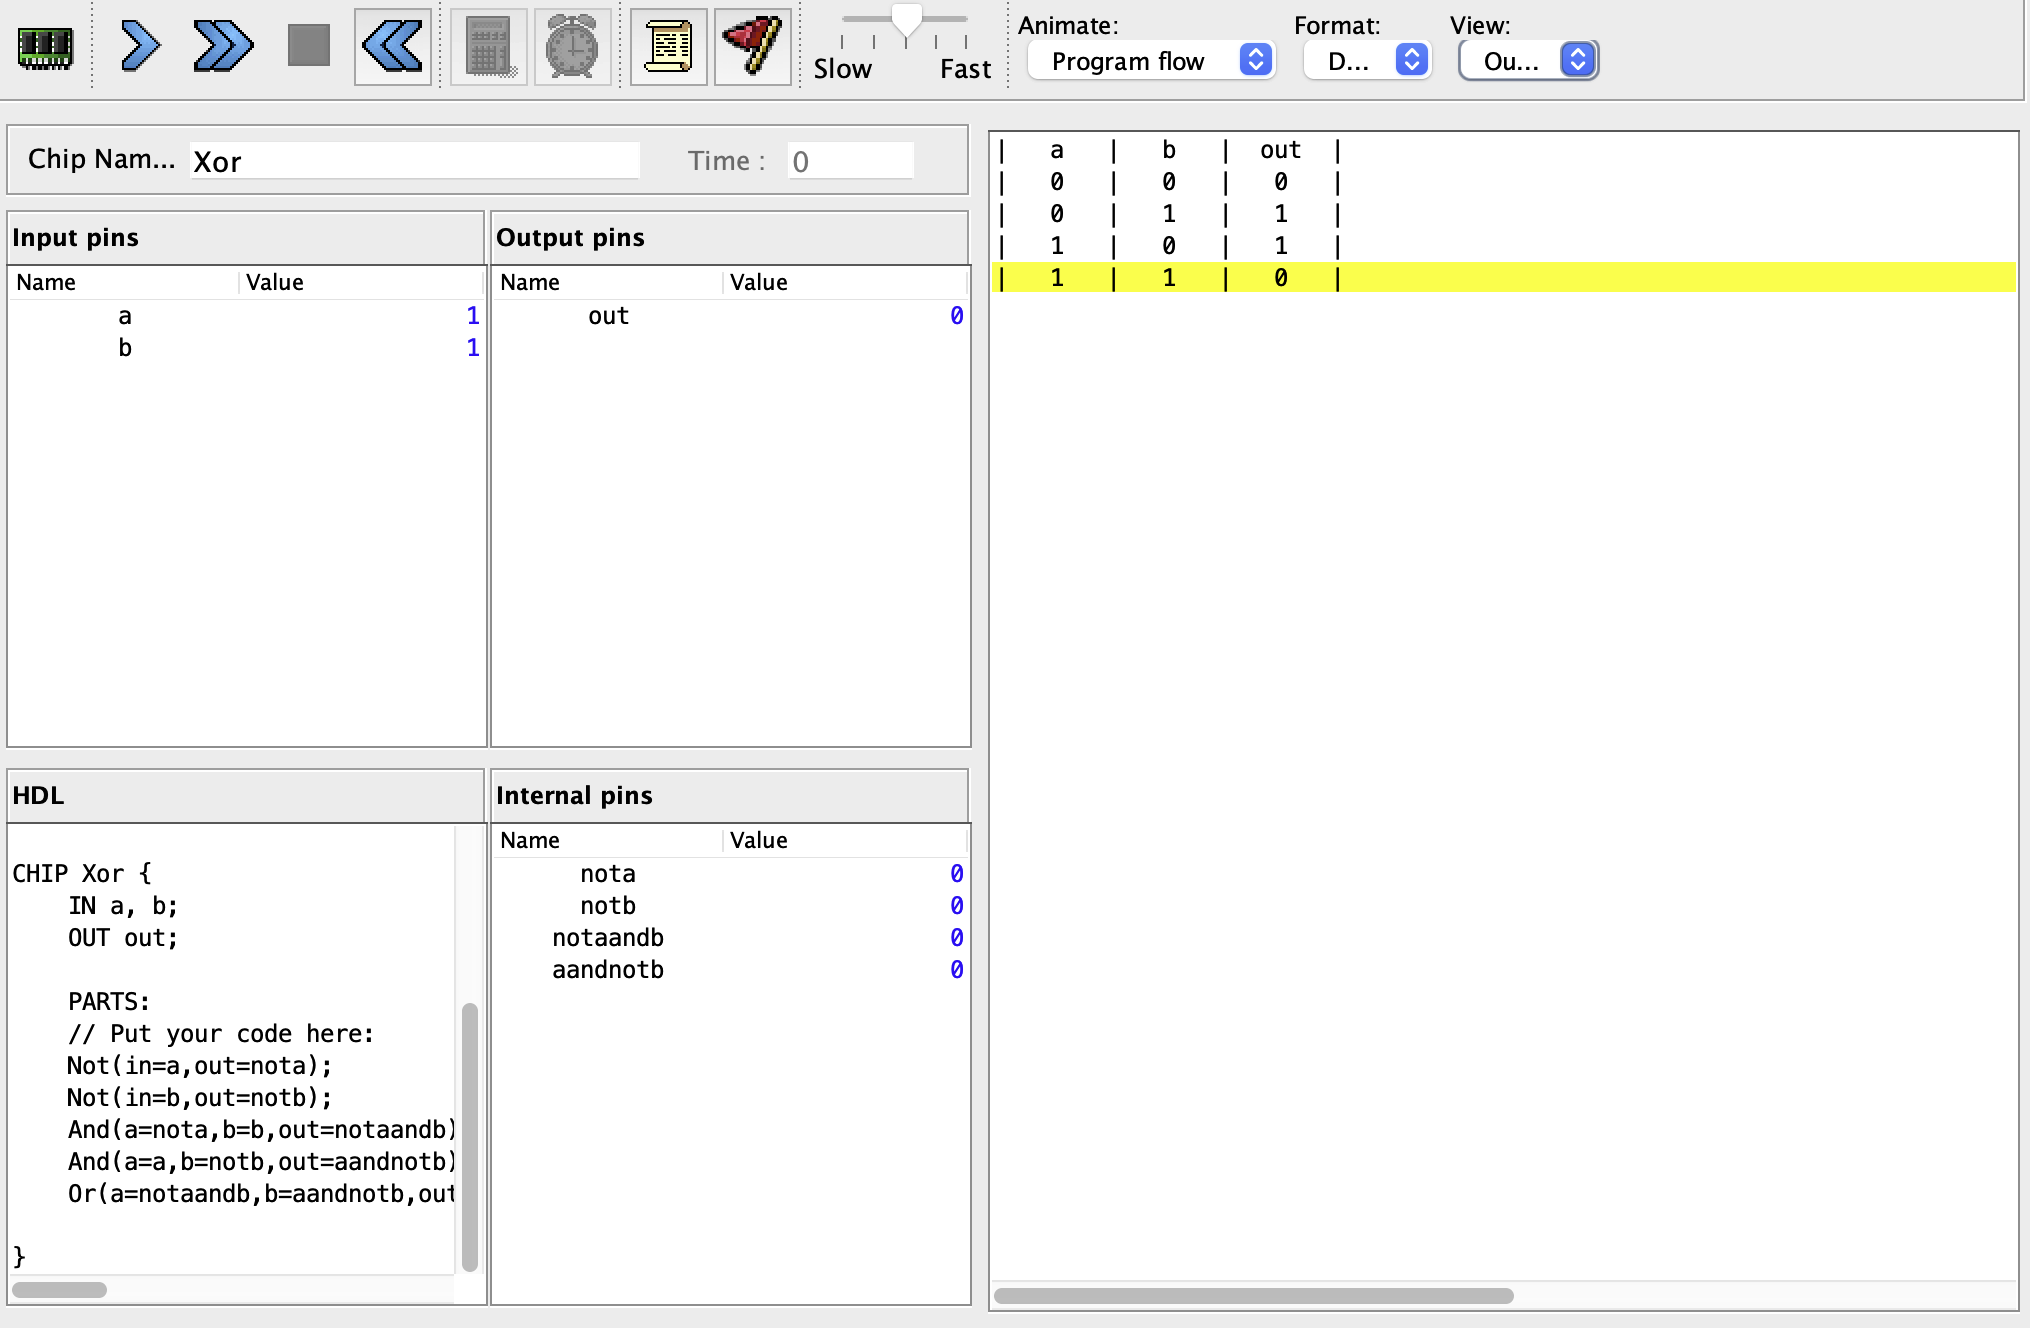 Animate: Format: View:
Slow Fast Program flow D... Ou...
Chip Nam... Xor Time : 0
Input pins
Name Value
a 1
b 1
Output pins
Name Value
out 0
HDL
CHIP Xor {
IN a, b;
OUT out;
PARTS:
// Put your code here:
Not(in=a,out=nota);
Not(in=b,out=notb);
And(a=nota,b=b,out=notaandb)
And(a=a,b=notb,out=aandnotb)
Or(a=notaandb,b=aandnotb,out
}
Internal pins
Name Value
nota 0
notb 0
notaandb 0
aandnotb 0
| a | b | out |
| 0 | 0 | 0 |
| 0 | 1 | 1 |
| 1 | 0 | 1 |
| 1 | 1 | 0 |